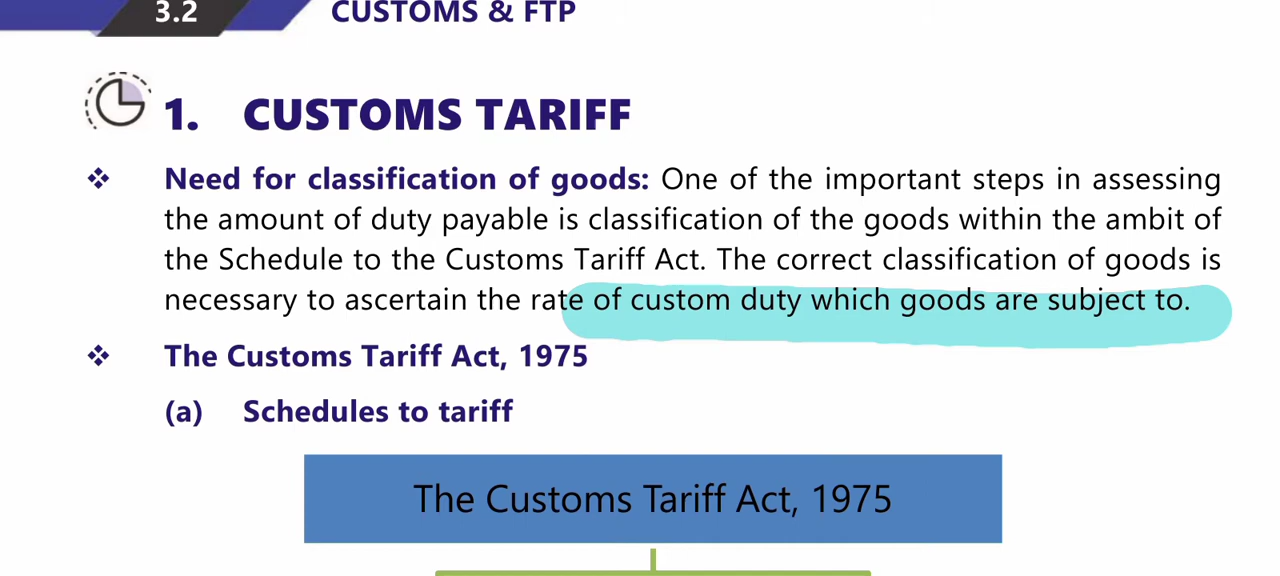 3.2 CUSTOMS & FTP
1. CUSTOMS TARIFF
❖ Need for classification of goods: One of the important steps in assessing
the amount of duty payable is classification of the goods within the ambit of
the Schedule to the Customs Tariff Act. The correct classification of goods is
necessary to ascertain the rate of custom duty which goods are subject to.
❖ The Customs Tariff Act, 1975
(a) Schedules to tariff
The Customs Tariff Act, 1975